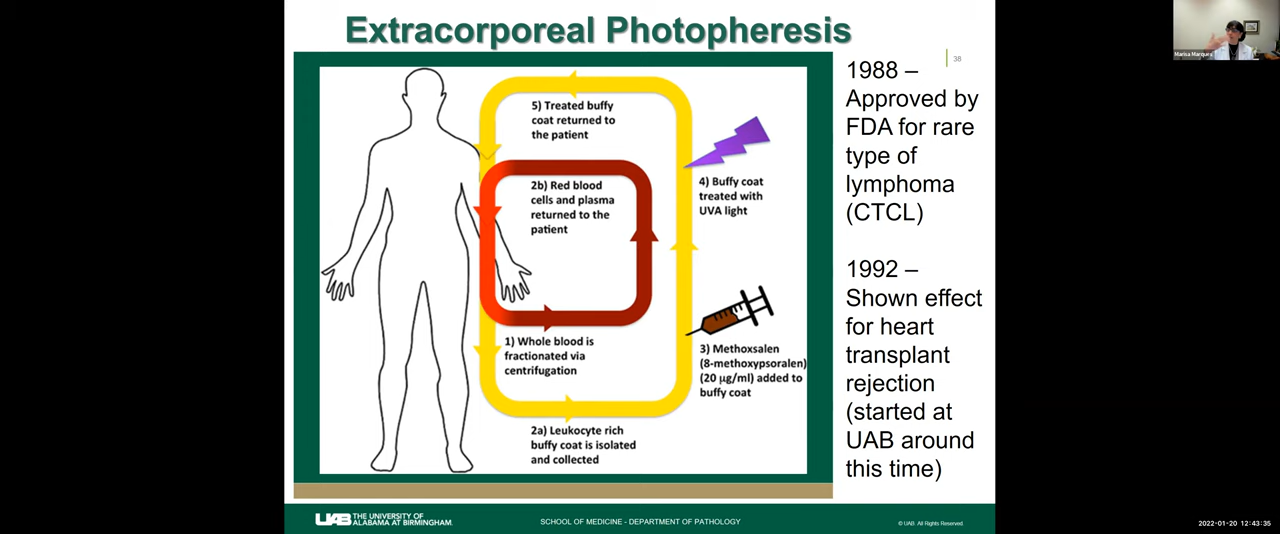 Extracorporeal Photopheresis
38
5) Treated buffy
coat returned to
the patient
2b) Red blood
cells and plasma
returned to the
patient
1) Whole blood is
fractionated via
centrifugation
2a) Leukocyte rich
buffy coat is isolated
and collected
4) Buffy coat
treated with
UVA light
3) Methoxsalen
(8-methoxypsoralen)
(20 µg/ml) added to
buffy coat
1988 –
Approved by
FDA for rare
type of
lymphoma
(CTCL)
1992 –
Shown effect
for heart
transplant
rejection
(started at
UAB around
this time)
UAB THE UNIVERSITY OF
ALABAMA AT BIRMINGHAM
SCHOOL OF MEDICINE - DEPARTMENT OF PATHOLOGY
© UAB. All Rights Reserved.
Marisa Marques
2022-01-20 12:43:35